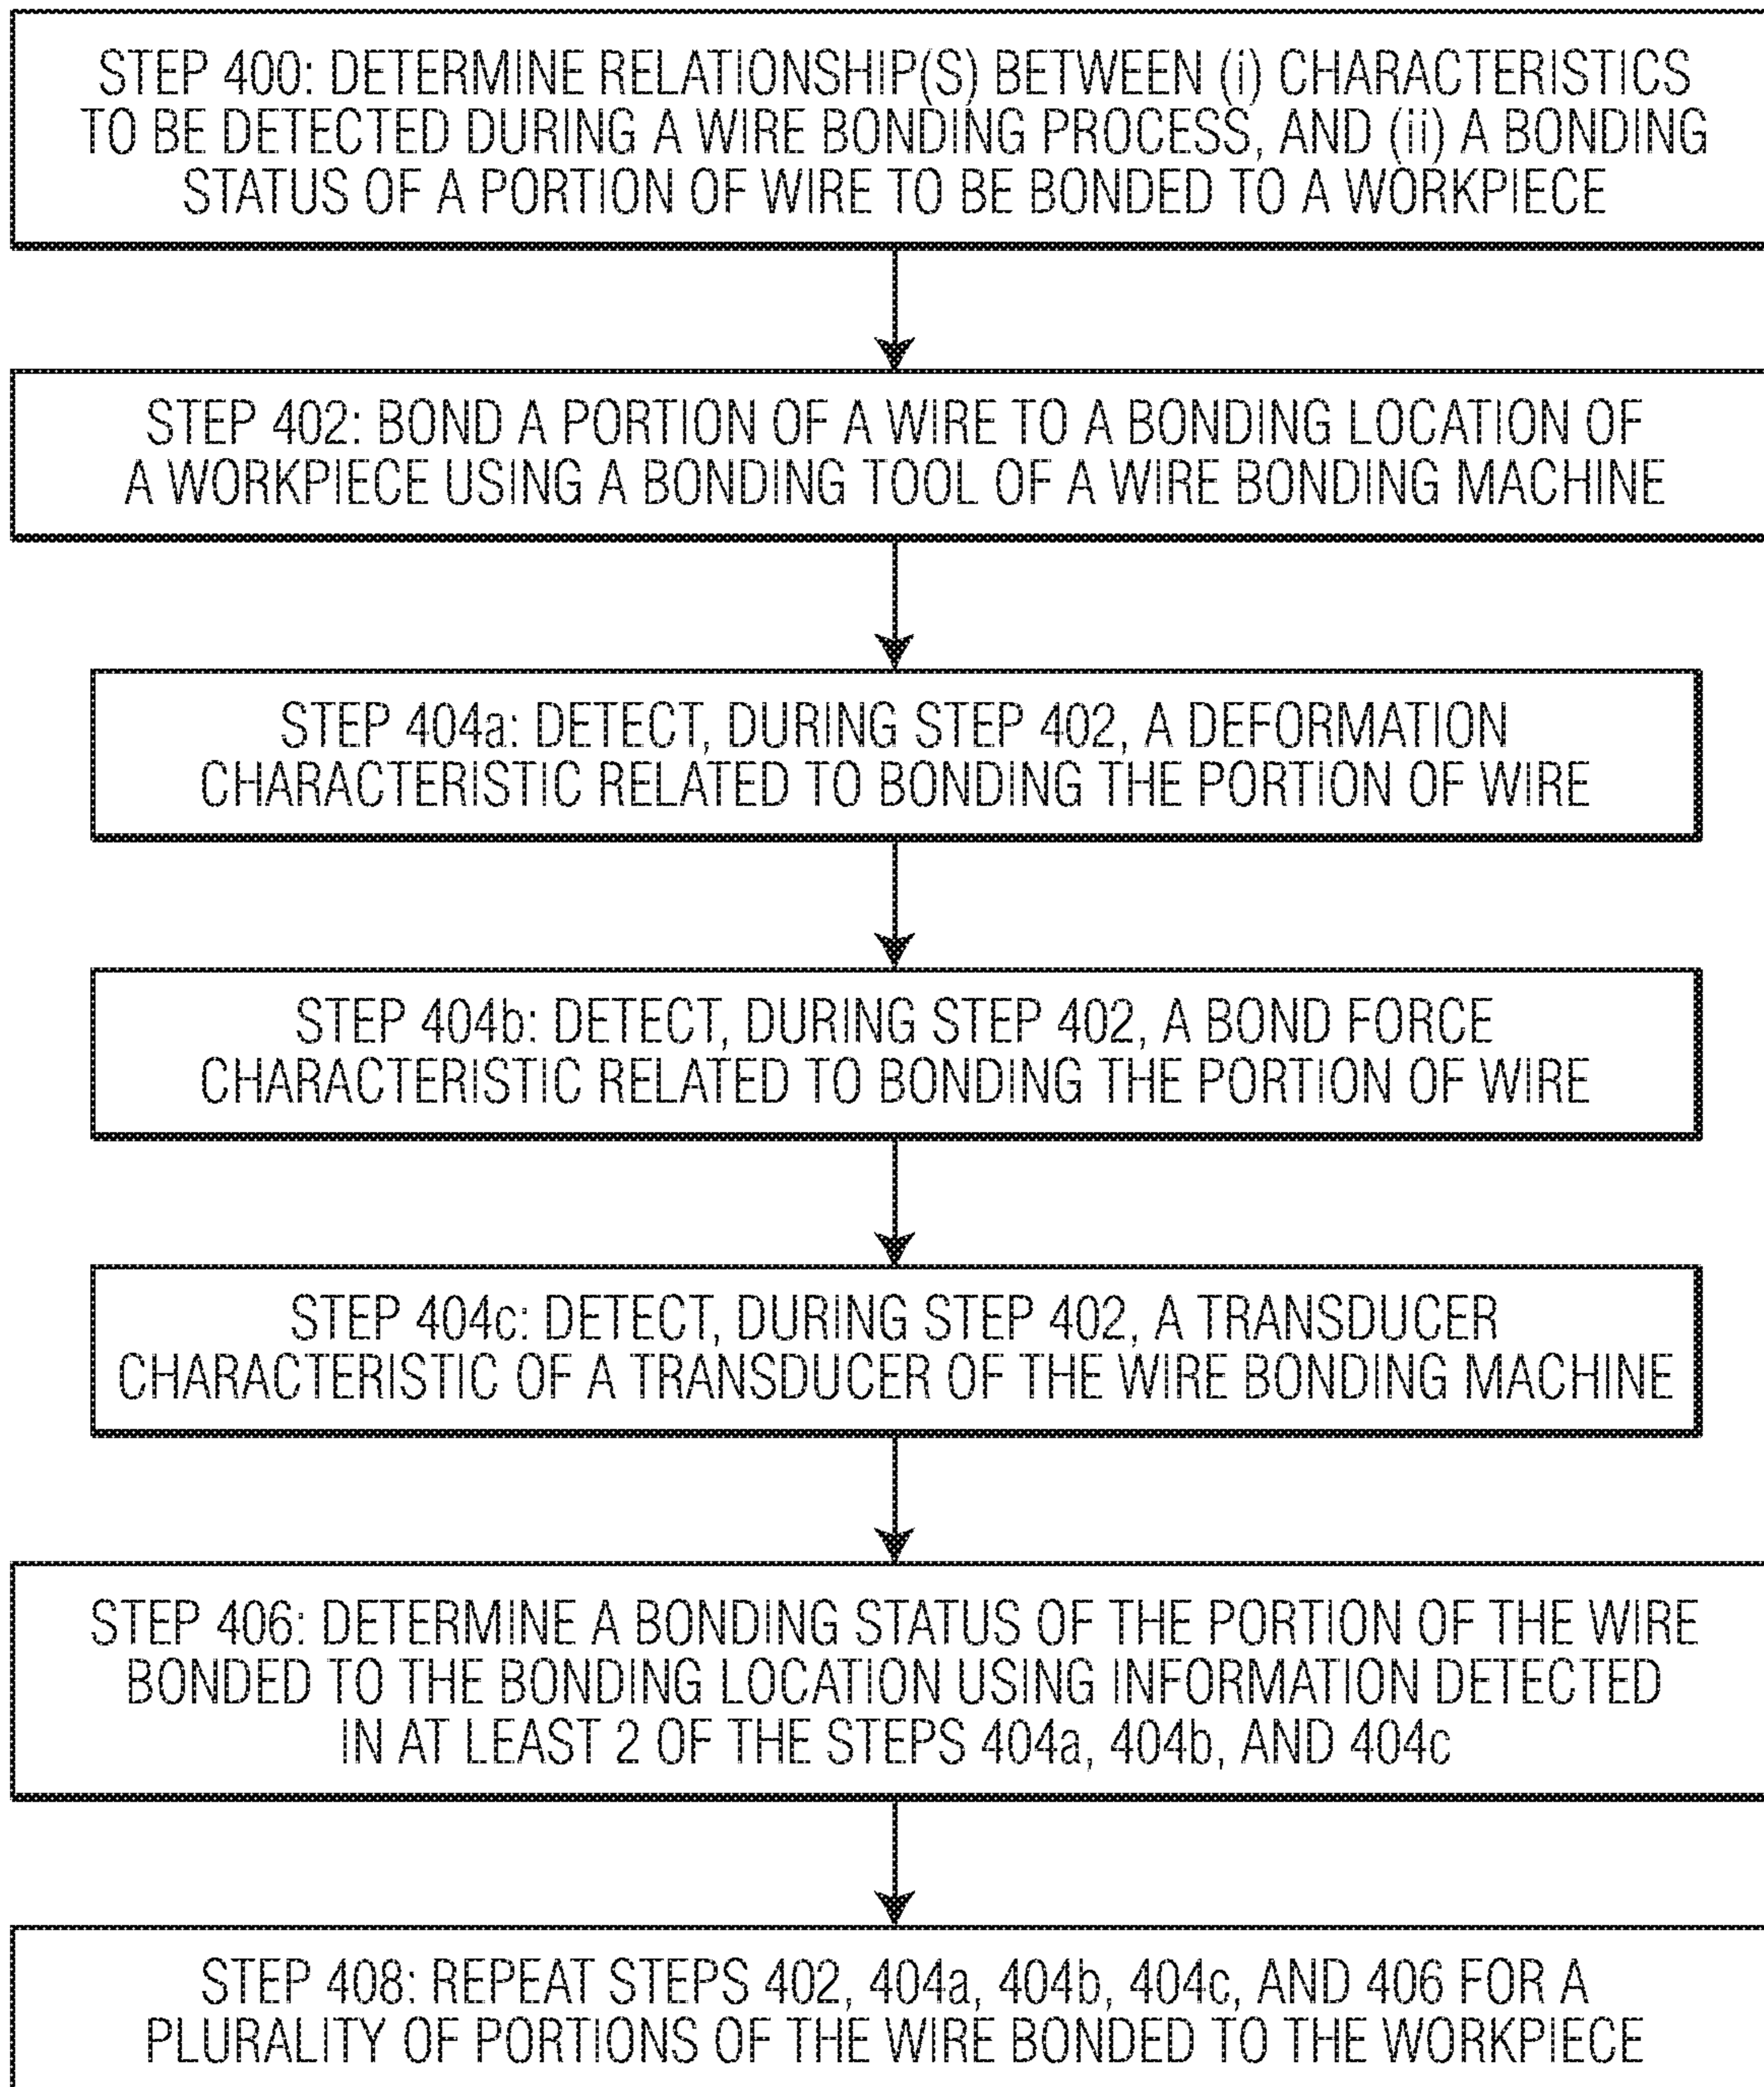 STEP 400: DETERMINE RELATIONSHIP(S) BETWEEN (i) CHARACTERISTICS
TO BE DETECTED DURING A WIRE BONDING PROCESS, AND (ii) A BONDING
STATUS OF A PORTION OF WIRE TO BE BONDED TO A WORKPIECE
STEP 402: BOND A PORTION OF A WIRE TO A BONDING LOCATION OF
A WORKPIECE USING A BONDING TOOL OF A WIRE BONDING MACHINE
STEP 404a: DETECT, DURING STEP 402, A DEFORMATION
CHARACTERISTIC RELATED TO BONDING THE PORTION OF WIRE
STEP 404b: DETECT, DURING STEP 402, A BOND FORCE
CHARACTERISTIC RELATED TO BONDING THE PORTION OF WIRE
STEP 404c: DETECT, DURING STEP 402, A TRANSDUCER
CHARACTERISTIC OF A TRANSDUCER OF THE WIRE BONDING MACHINE
STEP 406: DETERMINE A BONDING STATUS OF THE PORTION OF THE WIRE
BONDED TO THE BONDING LOCATION USING INFORMATION DETECTED
IN AT LEAST 2 OF THE STEPS 404a, 404b, AND 404c
STEP 408: REPEAT STEPS 402, 404a, 404b, 404c, AND 406 FOR A
PLURALITY OF PORTIONS OF THE WIRE BONDED TO THE WORKPIECE